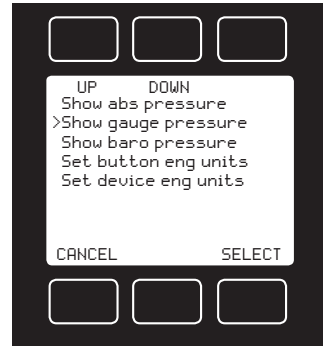 UP DOWN
Show abs pressure
>Show gauge pressure
Show baro pressure
Set button eng units
Set device eng units
CANCEL SELECT